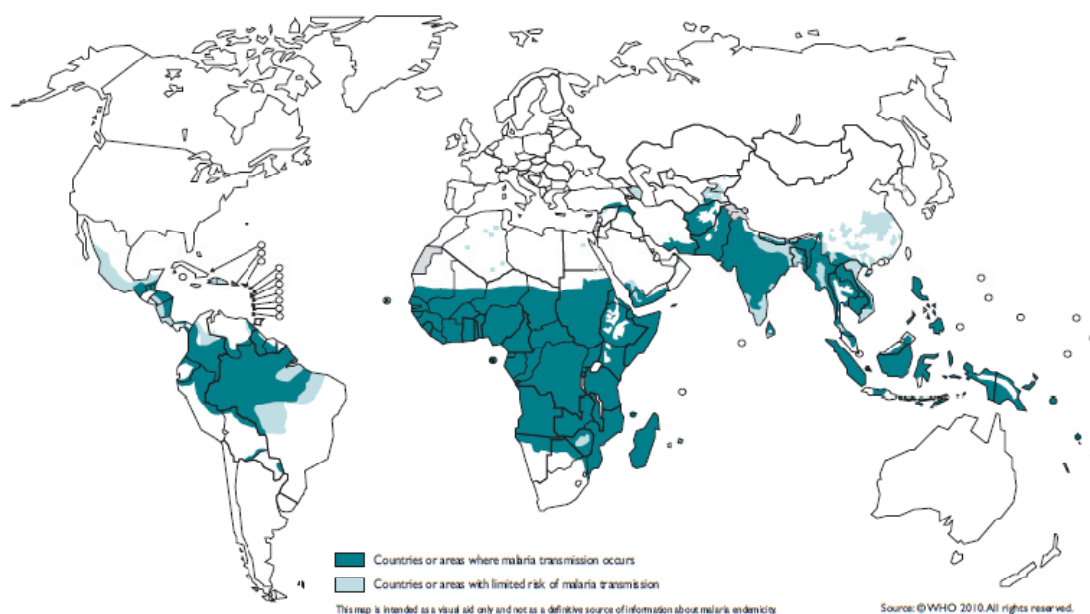 Countries or areas where malaria transmission occurs
Countries or areas with limited risk of malaria transmission
This map is intended as a visual aid only and not as a definitive source of information about malaria endemicity.
Source: © WHO 2010. All rights reserved.